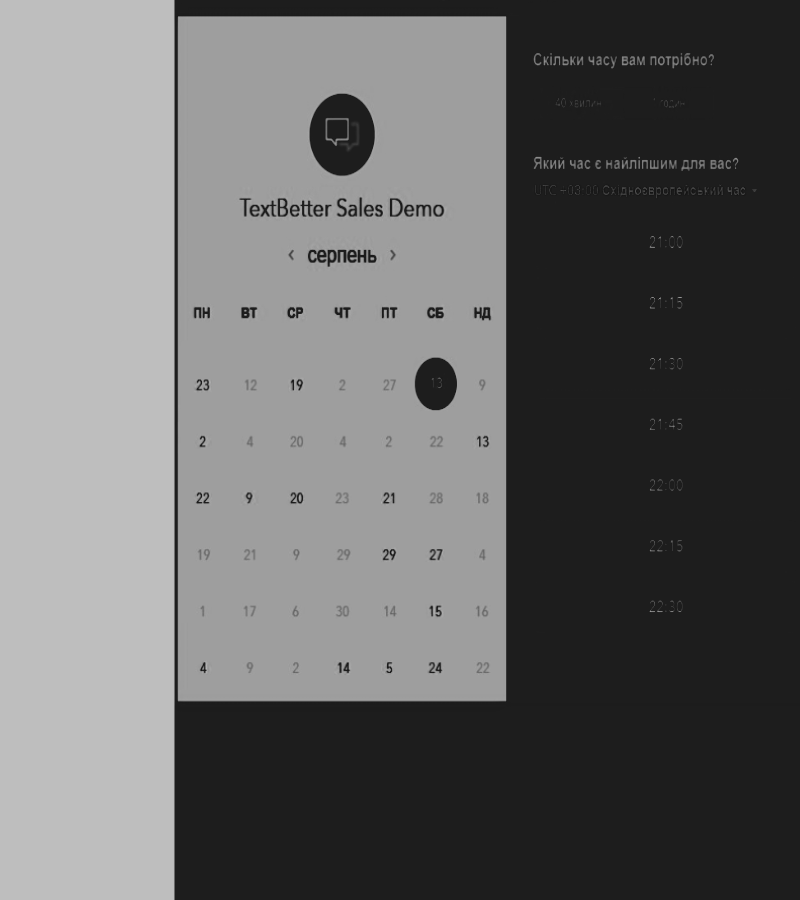 TextBetter Sales Demo
‹ серпень ›
ПН ВТ СР ЧТ ПТ СБ НД
23 12 19 2 27 13 9
2 4 20 4 2 22 13
22 9 20 23 21 28 18
19 21 9 29 29 27 4
1 17 6 30 14 15 16
4 9 2 14 5 24 22
Скільки часу вам потрібно?
40 хвилин 1 годин
Який час є найліпшим для вас?
UTC +03:00 Східноєвропейський час
21:00
21:15
21:30
21:45
22:00
22:15
22:30